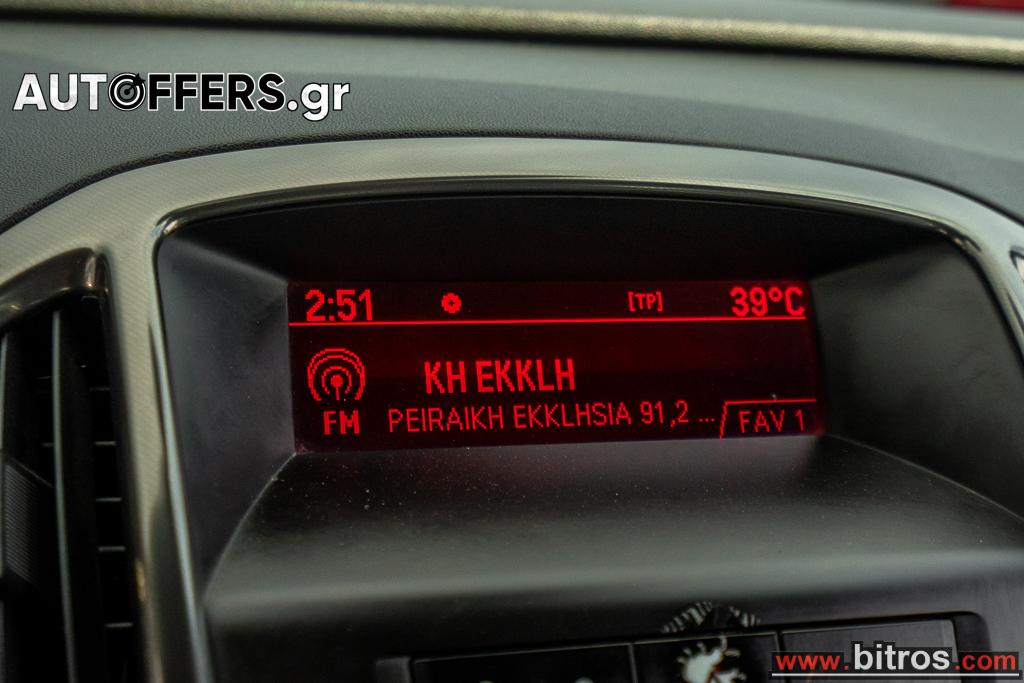 AUTOFFERS.gr
2:51 [TP] 39°C
KH EKKLH
FM PEIRAIKH EKKLHSIA 91,2 ... FAV 1
www.bitros.com